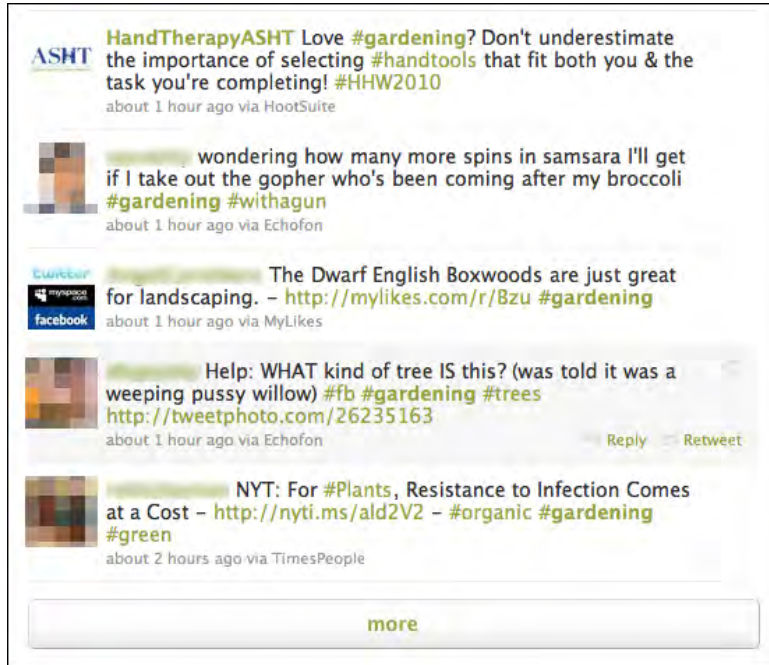 ASHT
HandTherapyASHT Love #gardening? Don't underestimate
the importance of selecting #handtools that fit both you & the
task you're completing! #HHW2010
about 1 hour ago via HootSuite
wondering how many more spins in samsara I'll get
if I take out the gopher who's been coming after my broccoli
#gardening #withagun
about 1 hour ago via Echofon
twitter
myspace.com
facebook
The Dwarf English Boxwoods are just great
for landscaping. – http://mylikes.com/r/Bzu #gardening
about 1 hour ago via MyLikes
Help: WHAT kind of tree IS this? (was told it was a
weeping pussy willow) #fb #gardening #trees
http://tweetphoto.com/26235163
about 1 hour ago via Echofon
Reply Retweet
NYT: For #Plants, Resistance to Infection Comes
at a Cost – http://nyti.ms/ald2V2 – #organic #gardening
#green
about 2 hours ago via TimesPeople
more